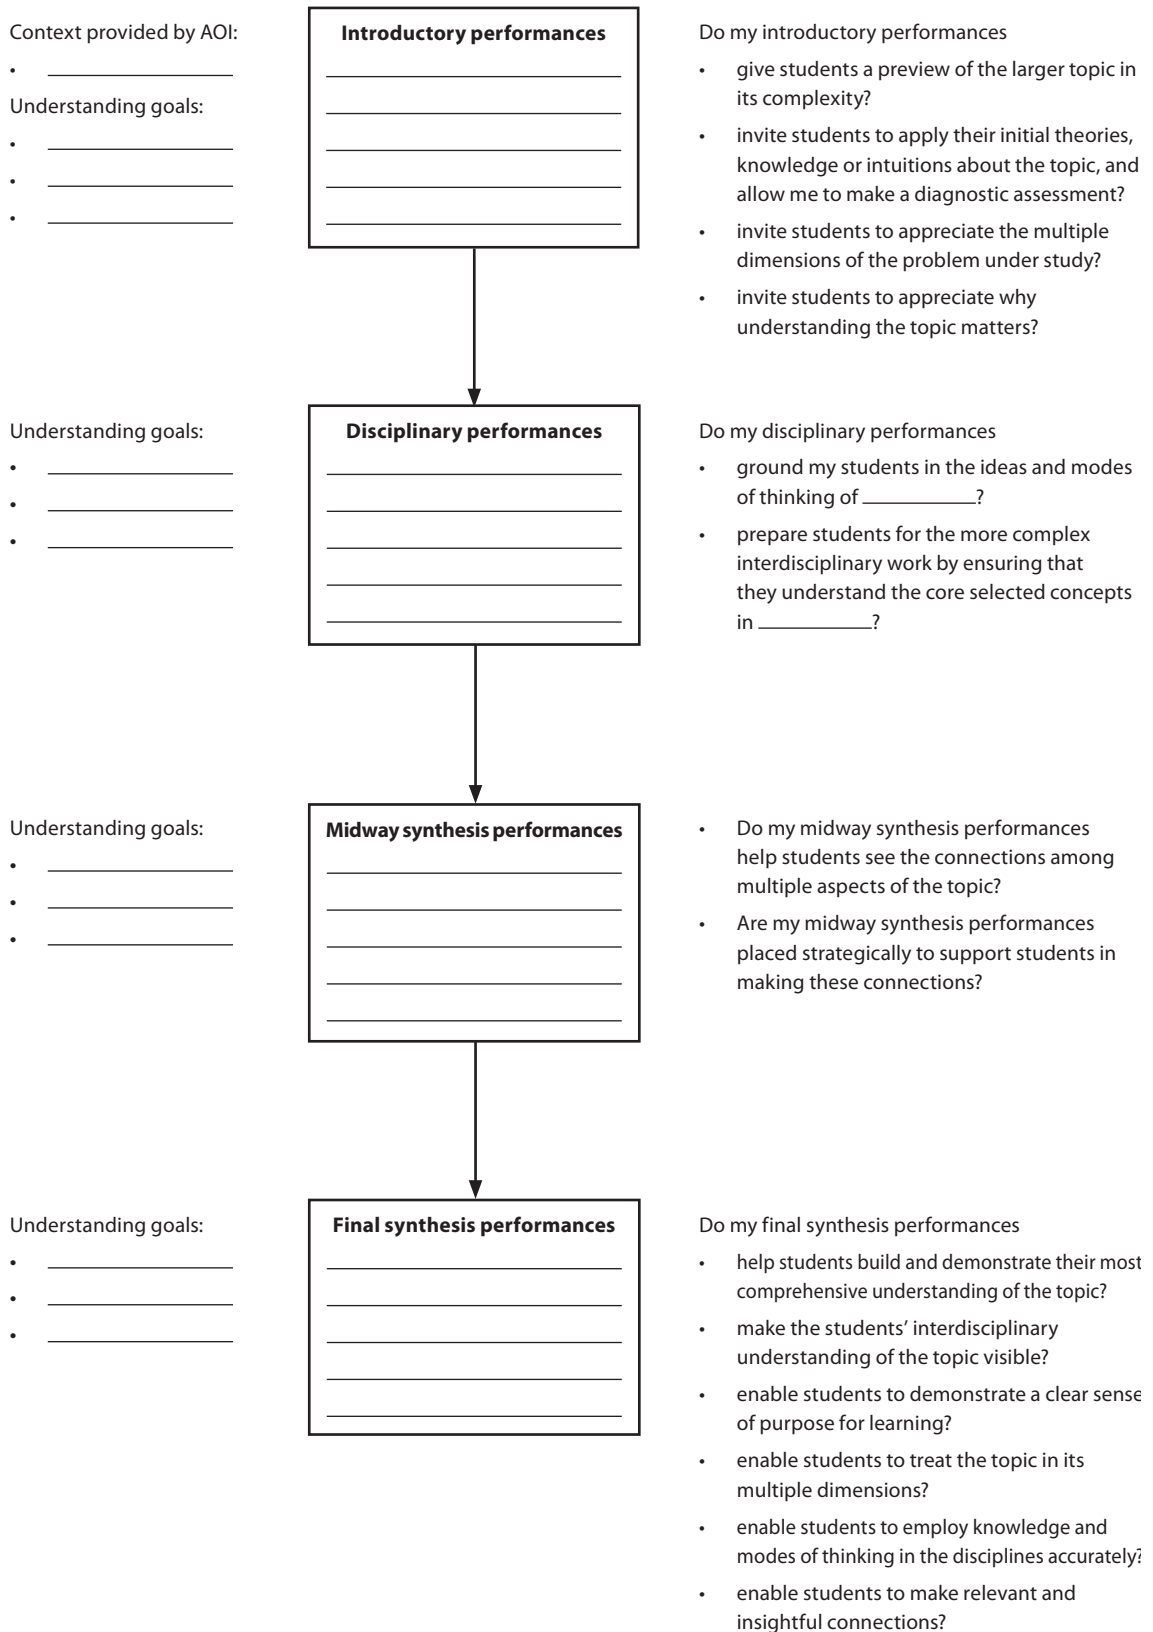 Context provided by AOI:
•
Understanding goals:
•
•
•
Introductory performances
Do my introductory performances
• give students a preview of the larger topic in
its complexity?
• invite students to apply their initial theories,
knowledge or intuitions about the topic, and
allow me to make a diagnostic assessment?
• invite students to appreciate the multiple
dimensions of the problem under study?
• invite students to appreciate why
understanding the topic matters?
Understanding goals:
•
•
•
Disciplinary performances
Do my disciplinary performances
• ground my students in the ideas and modes
of thinking of ___________?
• prepare students for the more complex
interdisciplinary work by ensuring that
they understand the core selected concepts
in ___________?
Understanding goals:
•
•
•
Midway synthesis performances
• Do my midway synthesis performances
help students see the connections among
multiple aspects of the topic?
• Are my midway synthesis performances
placed strategically to support students in
making these connections?
Understanding goals:
•
•
•
Final synthesis performances
Do my final synthesis performances
• help students build and demonstrate their most
comprehensive understanding of the topic?
• make the students’ interdisciplinary
understanding of the topic visible?
• enable students to demonstrate a clear sense
of purpose for learning?
• enable students to treat the topic in its
multiple dimensions?
• enable students to employ knowledge and
modes of thinking in the disciplines accurately?
• enable students to make relevant and
insightful connections?